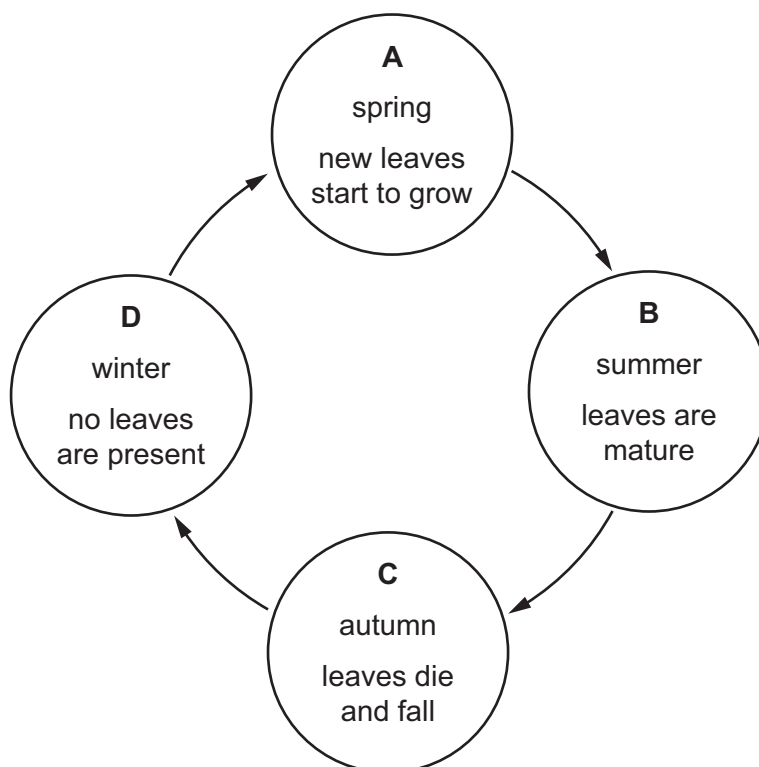 A
spring
new leaves
start to grow
B
summer
leaves are
mature
C
autumn
leaves die
and fall
D
winter
no leaves
are present